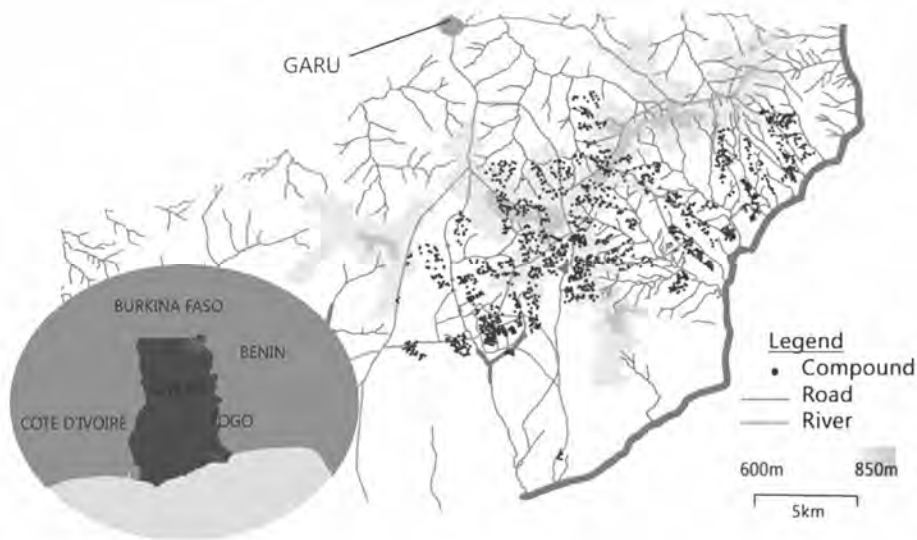 GARU
BURKINA FASO
BENIN
COTE D'IVOIRE
OGO
Legend
Compound
Road
River
600m 850m
5km